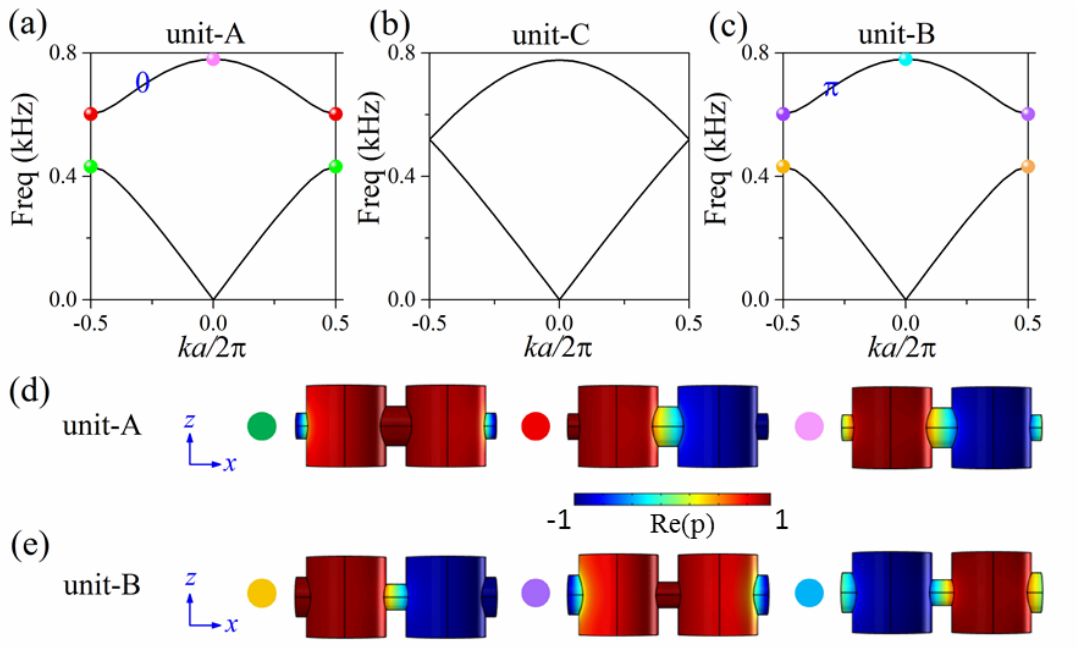 (a) unit-A
0.8
0.4
0.0
Freq (kHz)
0
-0.5 0.0 0.5
ka/2π
(b) unit-C
0.8
0.4
0.0
Freq (kHz)
-0.5 0.0 0.5
ka/2π
(c) unit-B
0.8
0.4
0.0
Freq (kHz)
π
-0.5 0.0 0.5
ka/2π
(d)
unit-A
z
x
-1 Re(p) 1
(e)
unit-B
z
x